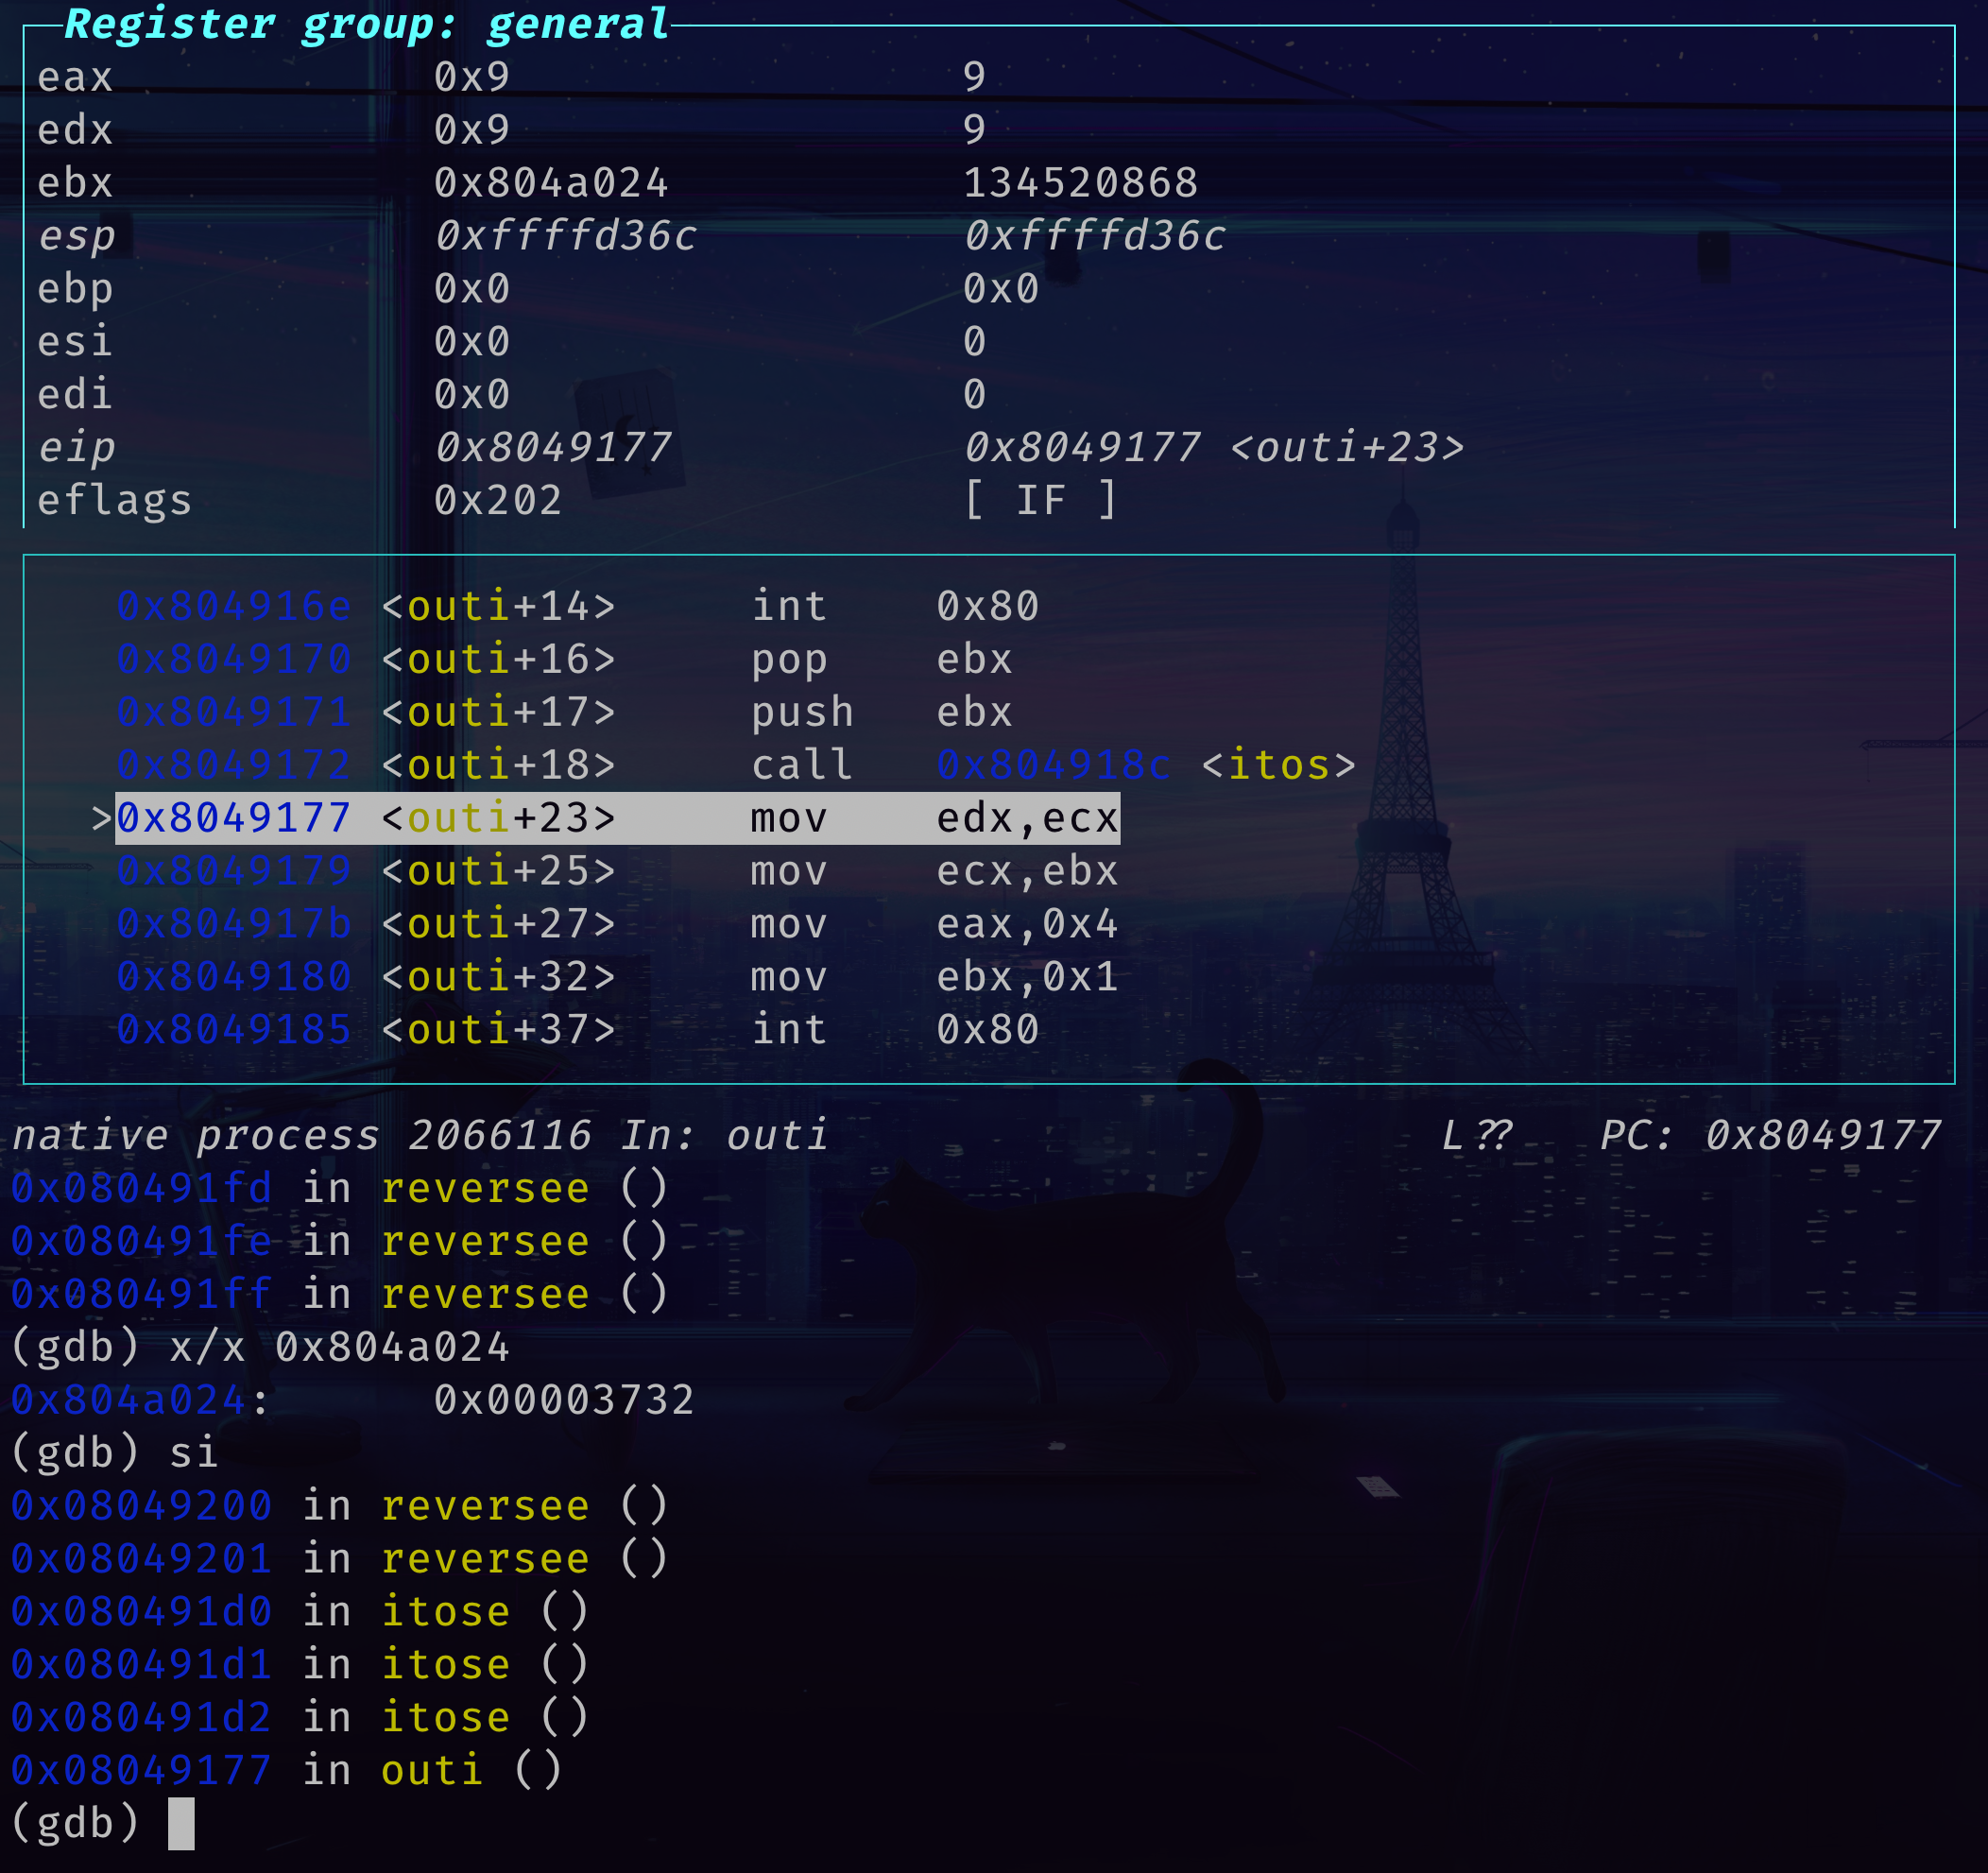 Register group: general
eax 0x9 9
edx 0x9 9
ebx 0x804a024 134520868
esp 0xffffd36c 0xffffd36c
ebp 0x0 0x0
esi 0x0 0
edi 0x0 0
eip 0x8049177 0x8049177 <outi+23>
eflags 0x202 [ IF ]
0x804916e <outi+14> int 0x80
0x8049170 <outi+16> pop ebx
0x8049171 <outi+17> push ebx
0x8049172 <outi+18> call 0x804918c <itos>
>0x8049177 <outi+23> mov edx,ecx
0x8049179 <outi+25> mov ecx,ebx
0x804917b <outi+27> mov eax,0x4
0x8049180 <outi+32> mov ebx,0x1
0x8049185 <outi+37> int 0x80
native process 2066116 In: outi L?? PC: 0x8049177
0x080491fd in reversee ()
0x080491fe in reversee ()
0x080491ff in reversee ()
(gdb) x/x 0x804a024
0x804a024: 0x00003732
(gdb) si
0x08049200 in reversee ()
0x08049201 in reversee ()
0x080491d0 in itose ()
0x080491d1 in itose ()
0x080491d2 in itose ()
0x08049177 in outi ()
(gdb)